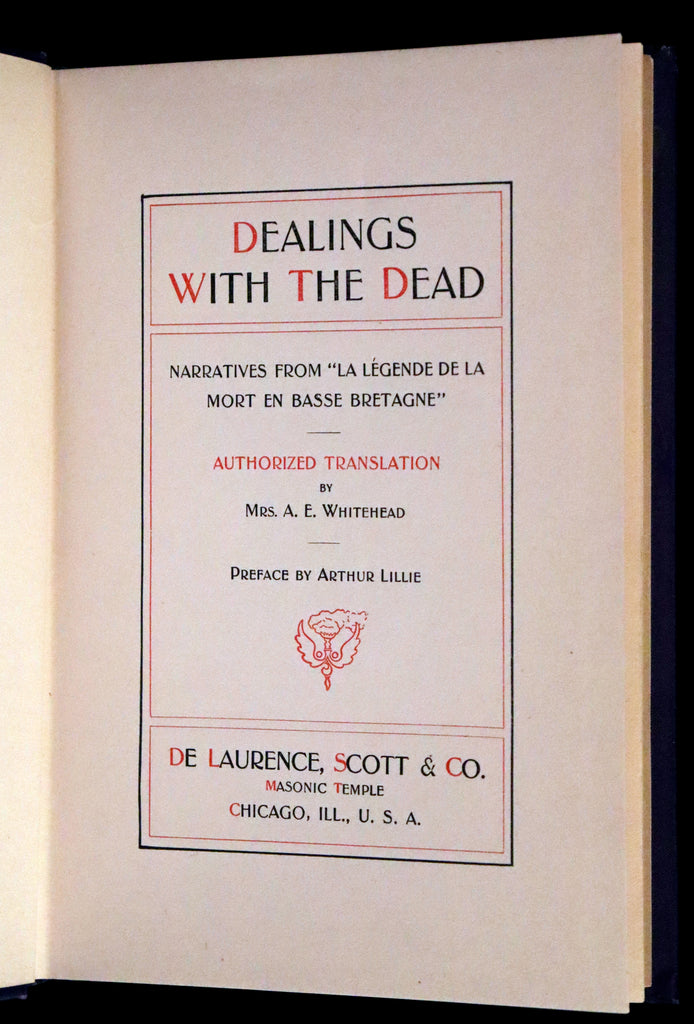 DEALINGS
WITH THE DEAD
NARRATIVES FROM “LA LÉGENDE DE LA
MORT EN BASSE BRETAGNE”
AUTHORIZED TRANSLATION
BY
MRS. A. E. WHITEHEAD
PREFACE BY ARTHUR LILLIE
DE LAURENCE, SCOTT & CO.
MASONIC TEMPLE
CHICAGO, ILL., U. S. A.